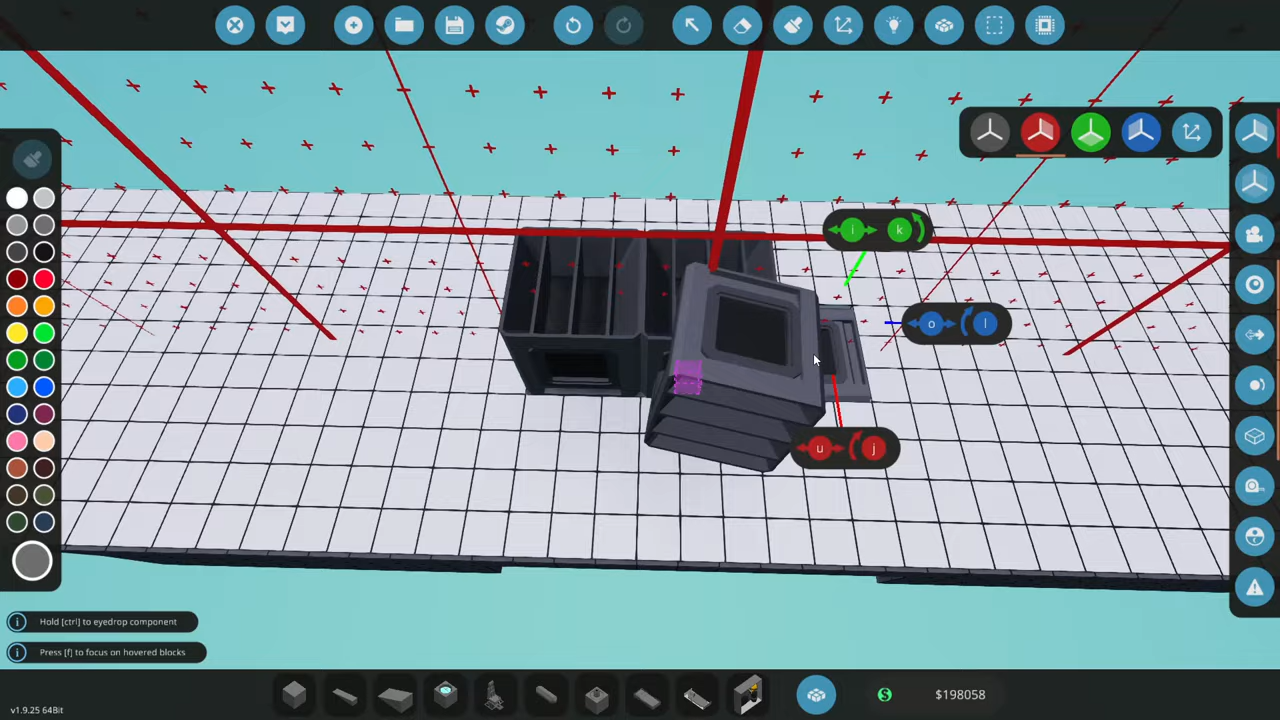 i k
o l
u j
Hold [ctrl] to eyedrop component
Press [f] to focus on hovered blocks
$198058
v1.9.25 64Bit